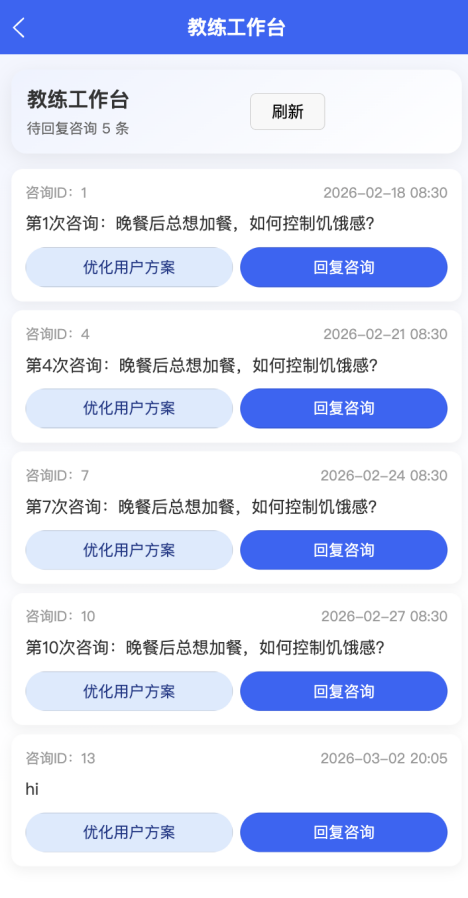 教练工作台
教练工作台
待回复咨询 5 条
刷新
咨询ID：1
2026-02-18 08:30
第1次咨询：晚餐后总想加餐，如何控制饥饿感？
优化用户方案
回复咨询
咨询ID：4
2026-02-21 08:30
第4次咨询：晚餐后总想加餐，如何控制饥饿感？
优化用户方案
回复咨询
咨询ID：7
2026-02-24 08:30
第7次咨询：晚餐后总想加餐，如何控制饥饿感？
优化用户方案
回复咨询
咨询ID：10
2026-02-27 08:30
第10次咨询：晚餐后总想加餐，如何控制饥饿感？
优化用户方案
回复咨询
咨询ID：13
2026-03-02 20:05
hi
优化用户方案
回复咨询